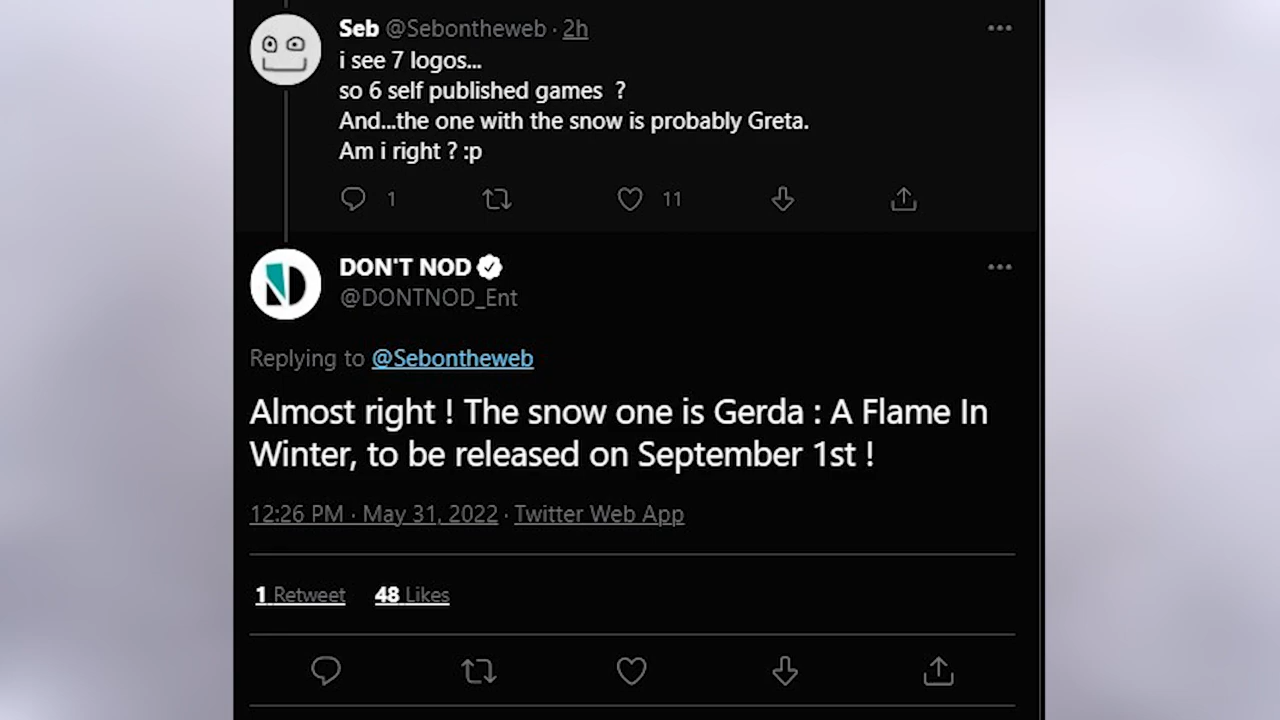 Seb @Sebontheweb · 2h
i see 7 logos...
so 6 self published games ?
And...the one with the snow is probably Greta.
Am i right ? :p
1 11
DON'T NOD
@DONTNOD_Ent
Replying to @Sebontheweb
Almost right ! The snow one is Gerda : A Flame In
Winter, to be released on September 1st !
12:26 PM · May 31, 2022 · Twitter Web App
1 Retweet 48 Likes